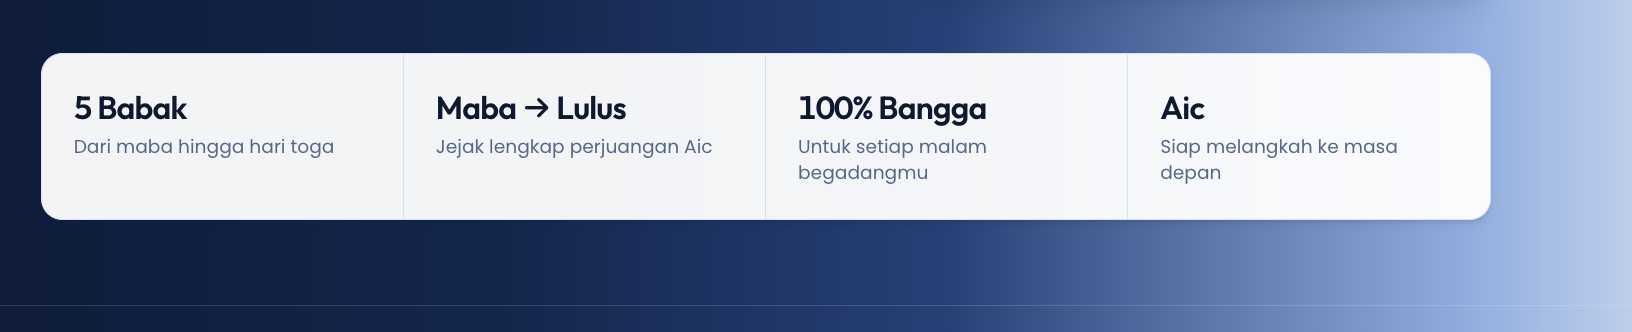 5 Babak
Dari maba hingga hari toga
Maba → Lulus
Jejak lengkap perjuangan Aic
100% Bangga
Untuk setiap malam
begadangmu
Aic
Siap melangkah ke masa
depan